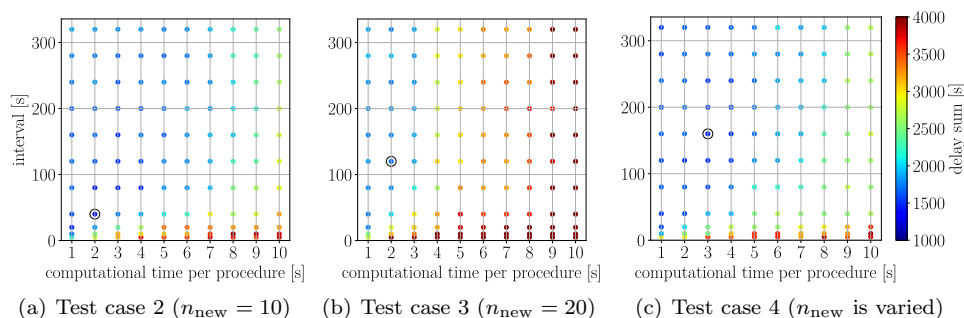 300
200
100
0
interval [s]
1 2 3 4 5 6 7 8 9 10
computational time per procedure [s]
(a) Test case 2 (n_new = 10)
300
200
100
0
1 2 3 4 5 6 7 8 9 10
computational time per procedure [s]
(b) Test case 3 (n_new = 20)
300
200
100
0
1 2 3 4 5 6 7 8 9 10
computational time per procedure [s]
(c) Test case 4 (n_new is varied)
4000
3500
3000
2500
2000
1500
1000
delay sum [s]